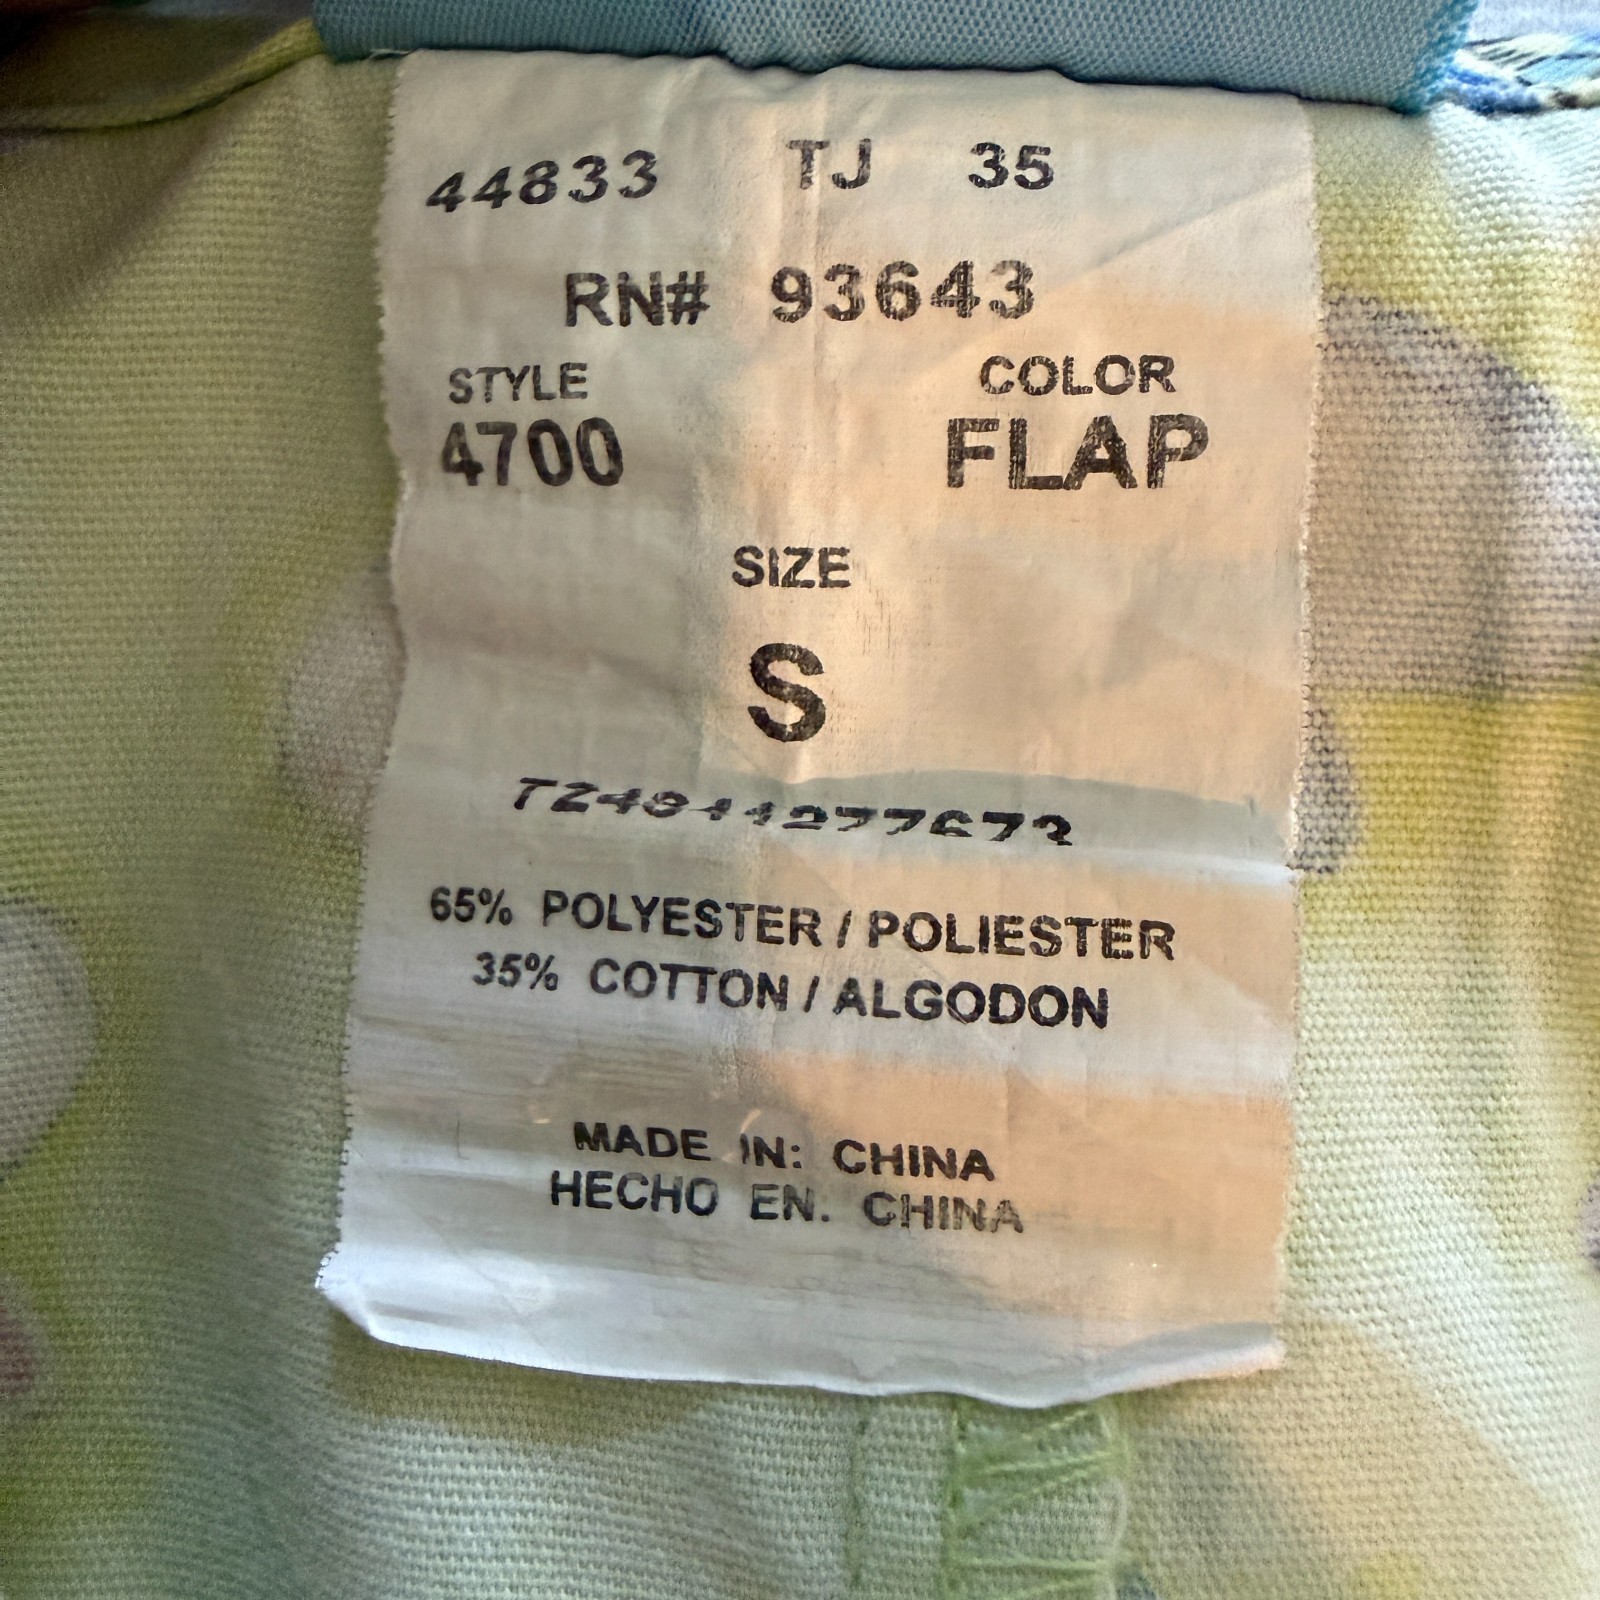 44833 TJ 35
RN# 93643
STYLE COLOR
4700 FLAP
SIZE
S
65% POLYESTER / POLIESTER
35% COTTON / ALGODON
MADE IN: CHINA
HECHO EN: CHINA